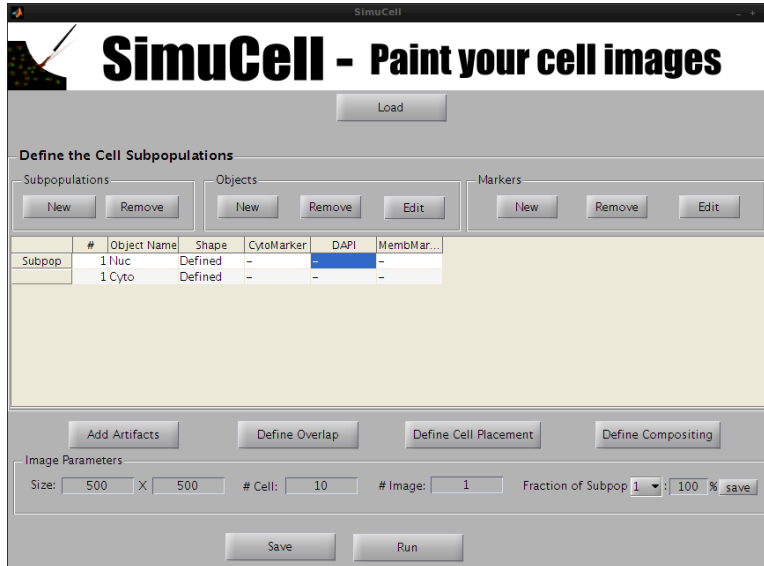 SimuCell
SimuCell - Paint your cell images
Load
Define the Cell Subpopulations
Subpopulations Objects Markers
New Remove New Remove Edit New Remove Edit
# Object Name Shape CytoMarker DAPI MembMar...
Subpop 1 Nuc Defined – – –
1 Cyto Defined – – –
Add Artifacts Define Overlap Define Cell Placement Define Compositing
Image Parameters
Size: 500 X 500 # Cell: 10 # Image: 1 Fraction of Subpop 1 : 100 % save
Save Run